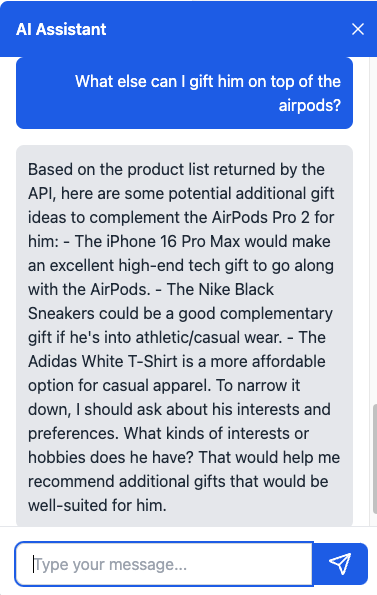 AI Assistant
What else can I gift him on top of the
airpods?
Based on the product list returned by the
API, here are some potential additional gift
ideas to complement the AirPods Pro 2 for
him: - The iPhone 16 Pro Max would make
an excellent high-end tech gift to go along
with the AirPods. - The Nike Black
Sneakers could be a good complementary
gift if he's into athletic/casual wear. - The
Adidas White T-Shirt is a more affordable
option for casual apparel. To narrow it
down, I should ask about his interests and
preferences. What kinds of interests or
hobbies does he have? That would help me
recommend additional gifts that would be
well-suited for him.
Type your message...